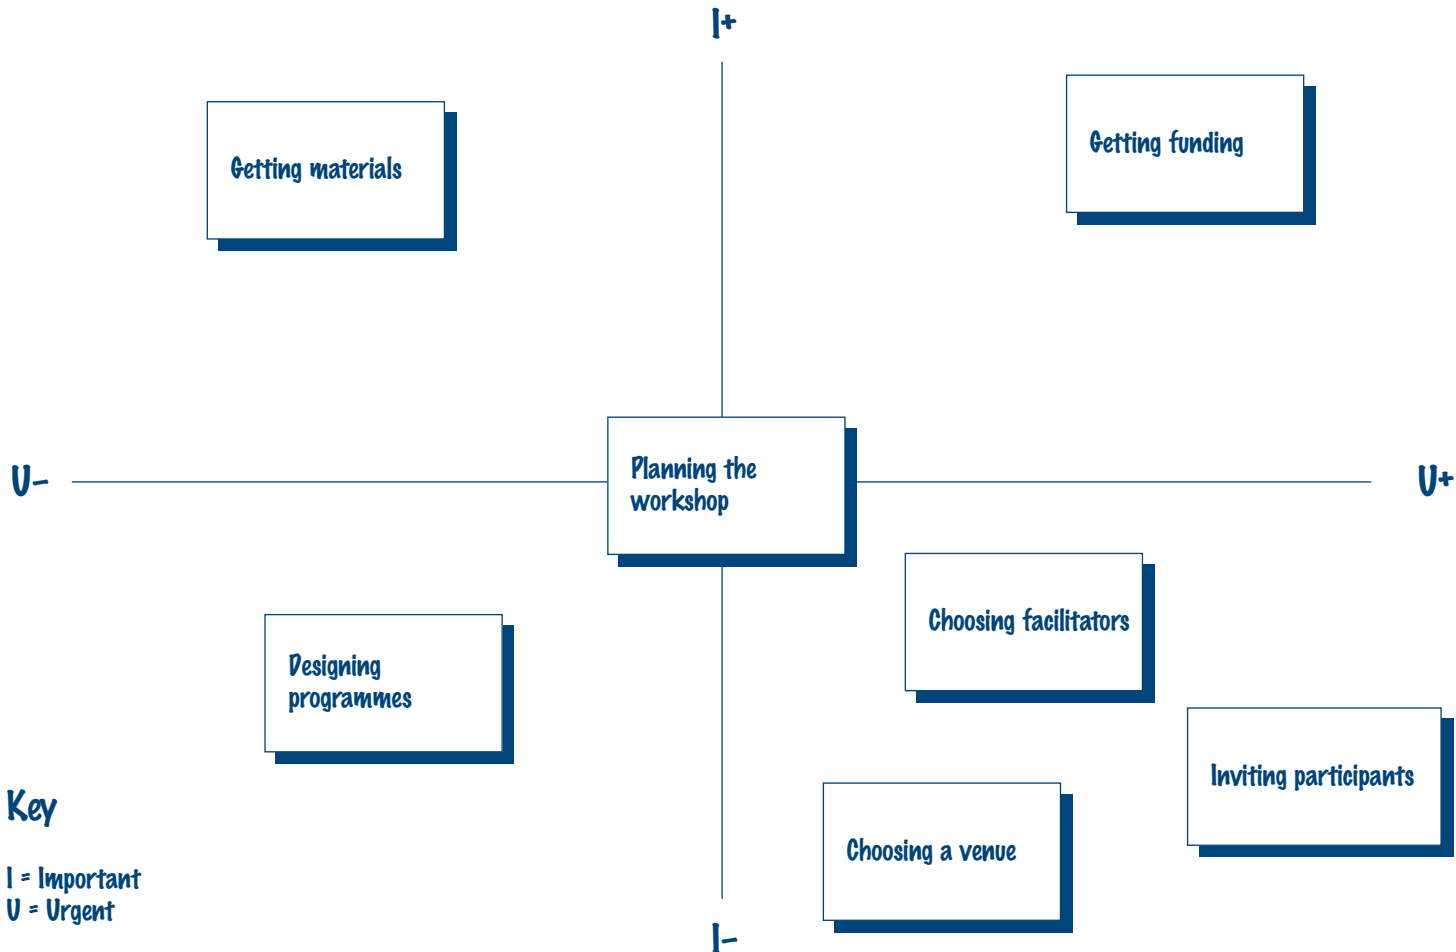 I+
Getting materials
Getting funding
Planning the
workshop
U-
U+
Choosing facilitators
Designing
programmes
Inviting participants
Choosing a venue
Key
I = Important
U = Urgent
I-